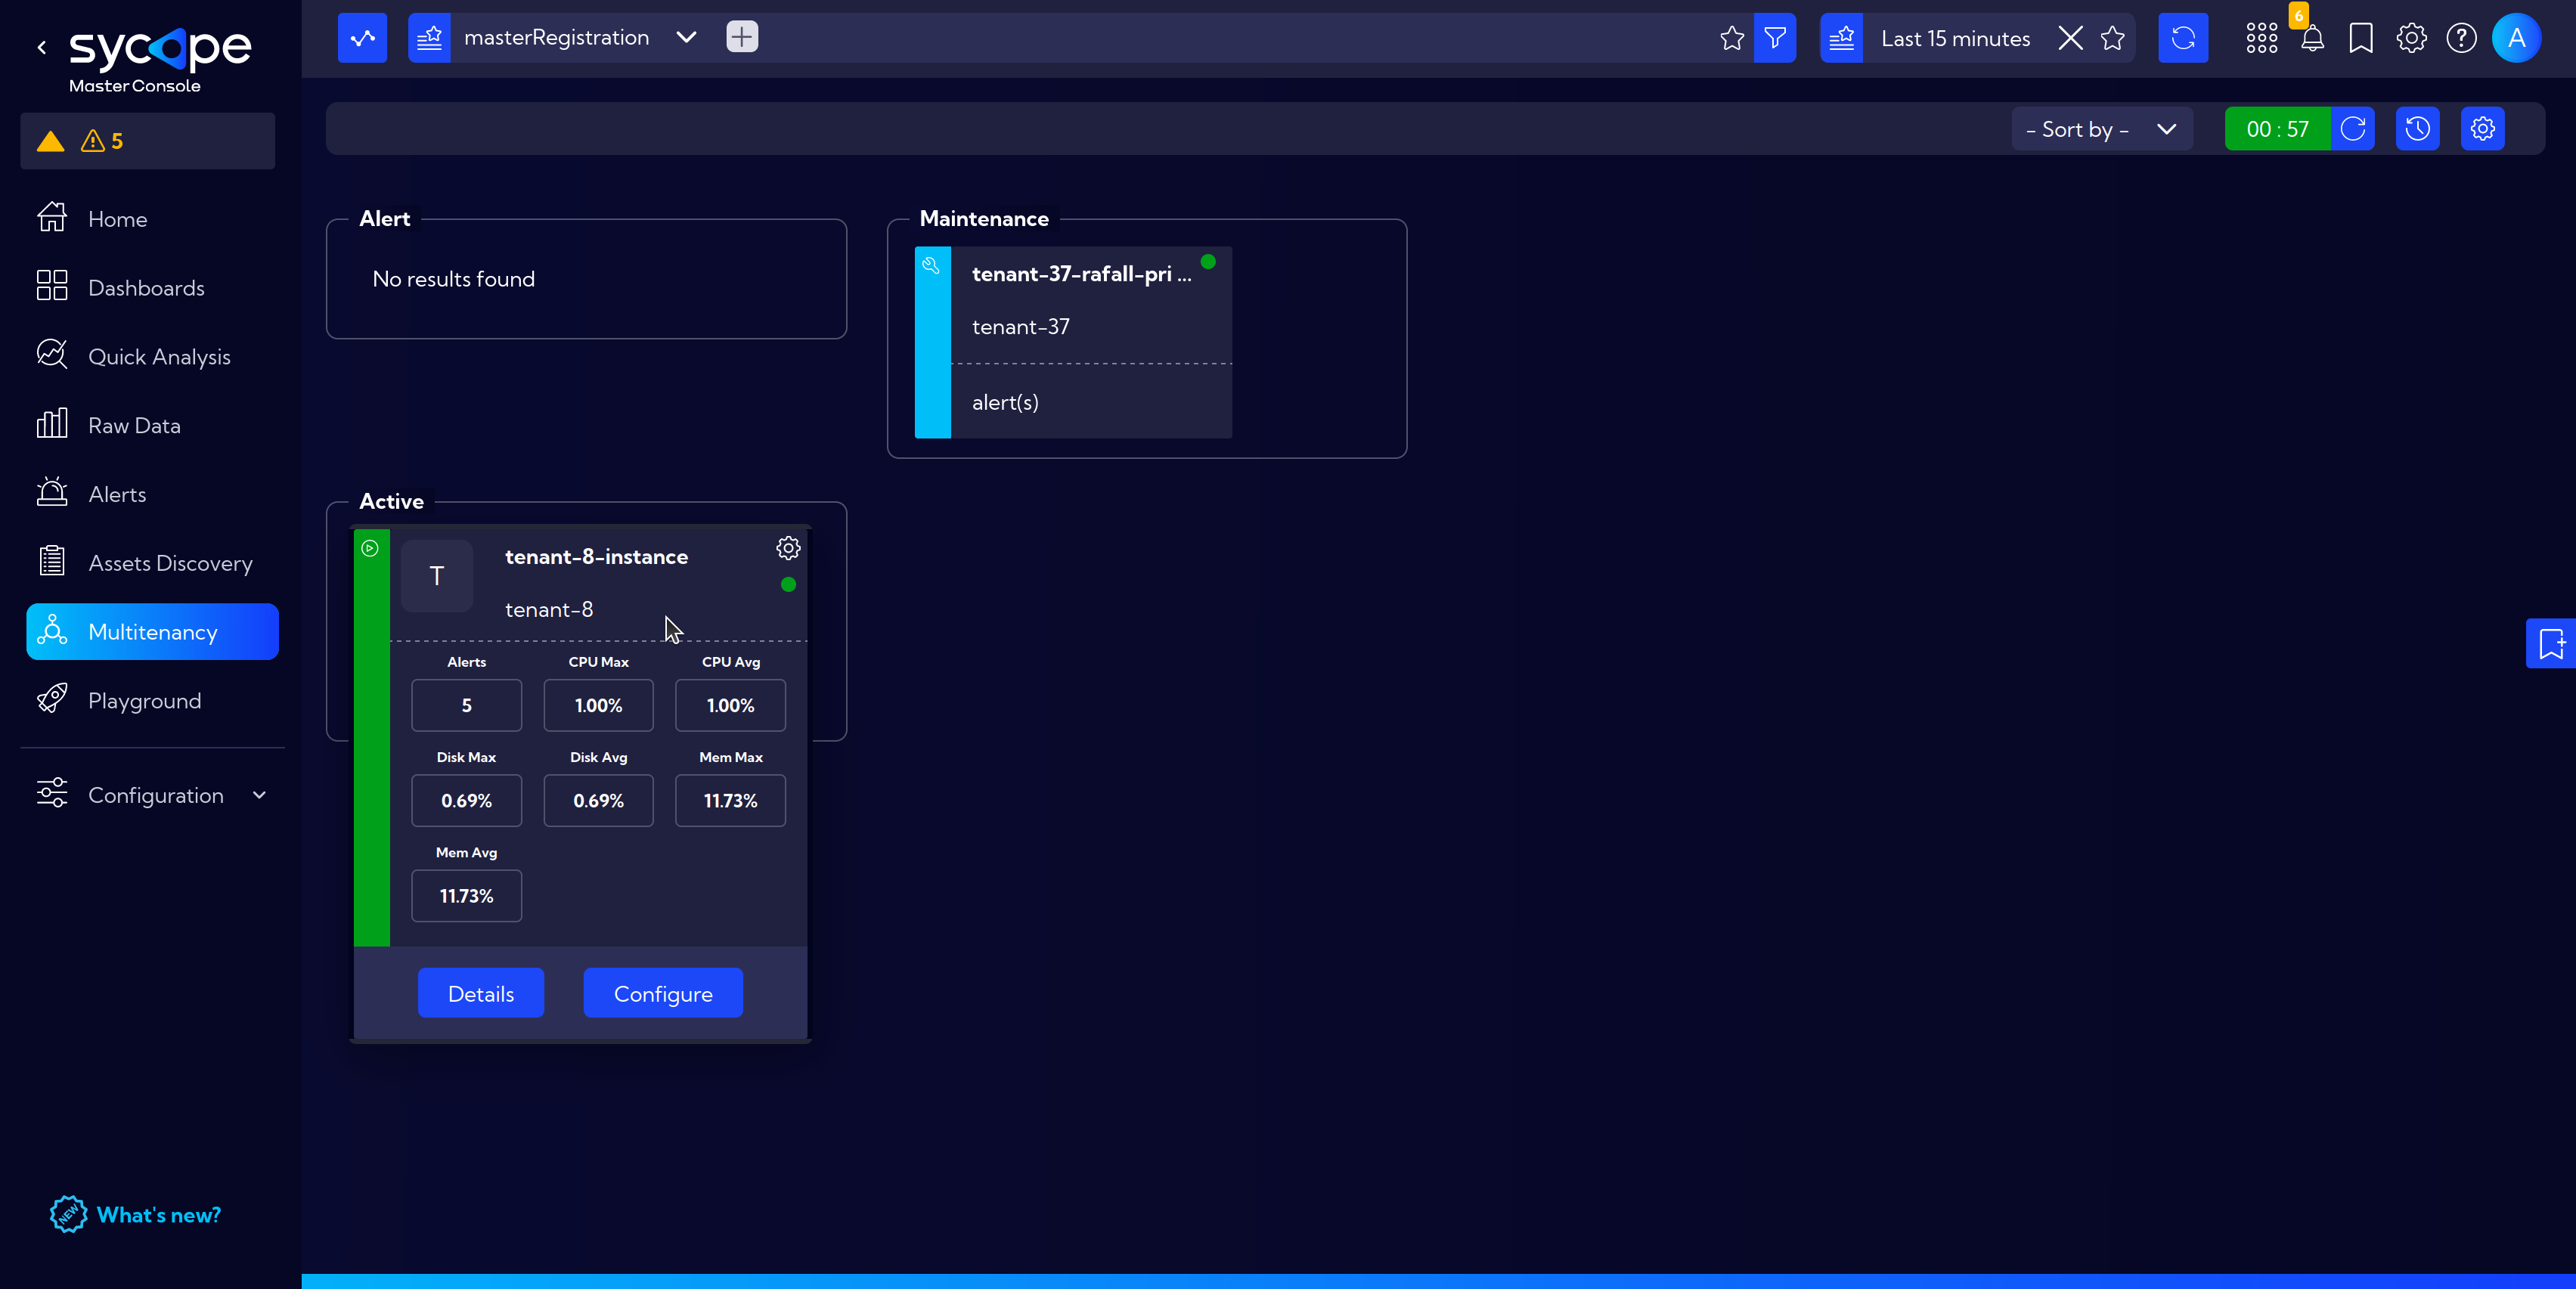 sycope
Master Console
5
Home
Dashboards
Quick Analysis
Raw Data
Alerts
Assets Discovery
Multitenancy
Playground
Configuration
NEW
What's new?
masterRegistration
Last 15 minutes
6
A
- Sort by -
00 : 57
Alert
No results found
Maintenance
tenant-37-rafall-pri ...
tenant-37
alert(s)
Active
T
tenant-8-instance
tenant-8
Alerts CPU Max CPU Avg
5 1.00% 1.00%
Disk Max Disk Avg Mem Max
0.69% 0.69% 11.73%
Mem Avg
11.73%
Details Configure